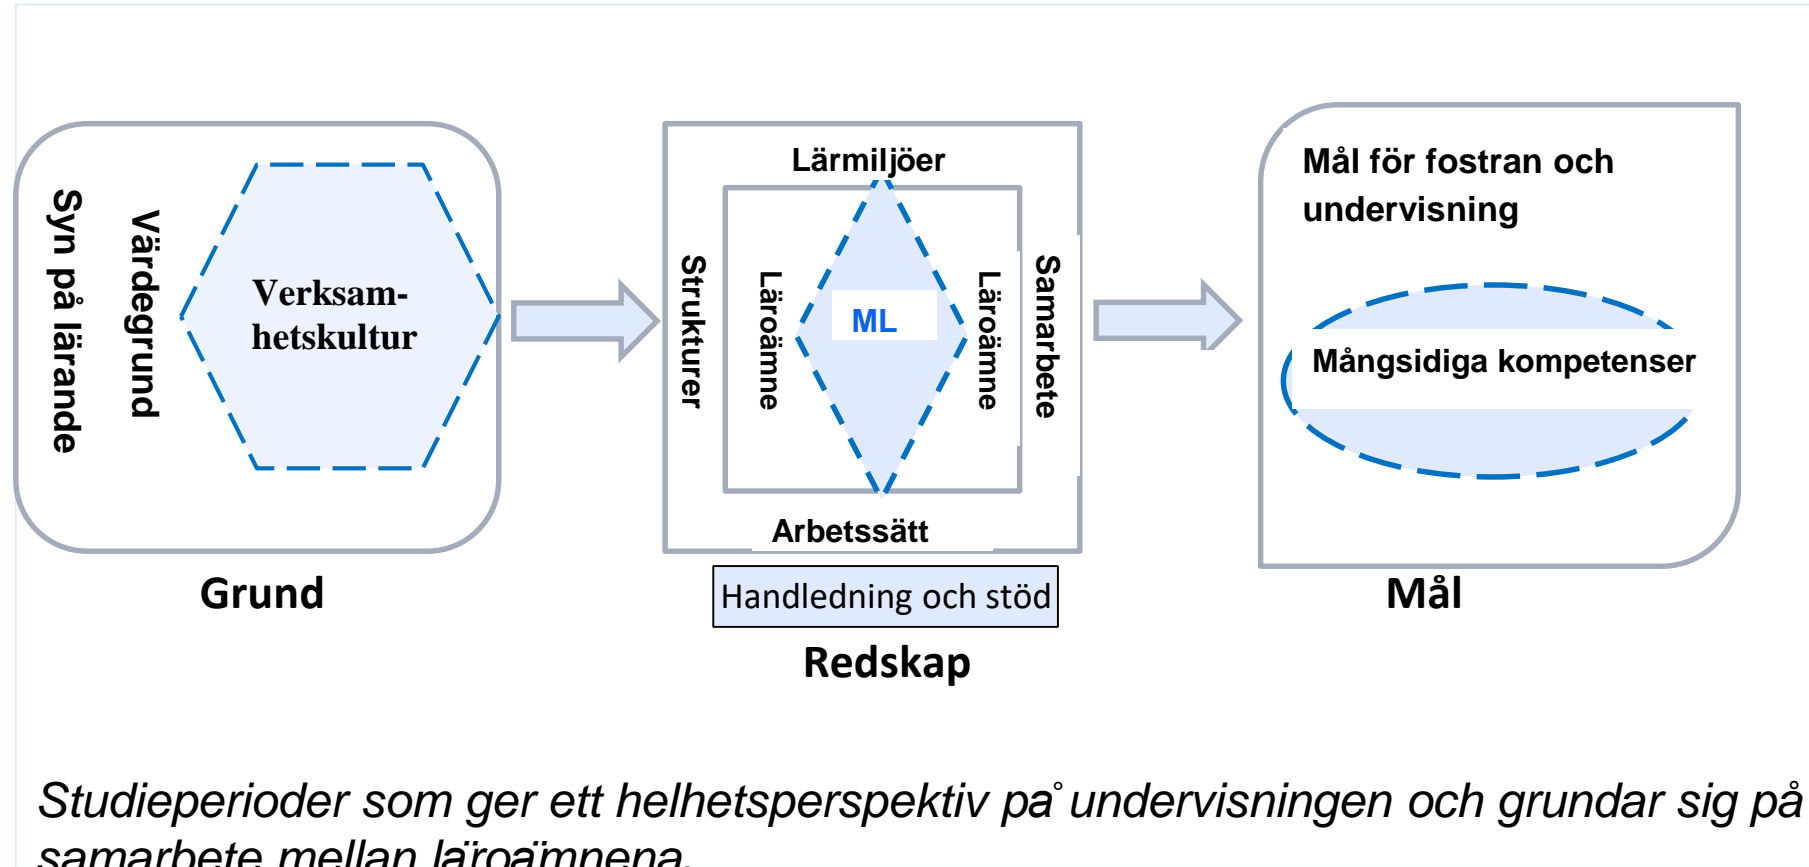 Syn på lärande
Värdegrund
Verksam-
hetskultur
Grund
Lärmiljöer
Strukturer
Läroämne
ML
Läroämne
Samarbete
Arbetssätt
Handledning och stöd
Redskap
Mål för fostran och
undervisning
Mångsidiga kompetenser
Mål
Studieperioder som ger ett helhetsperspektiv på undervisningen och grundar sig på
samarbete mellan läroämnena.